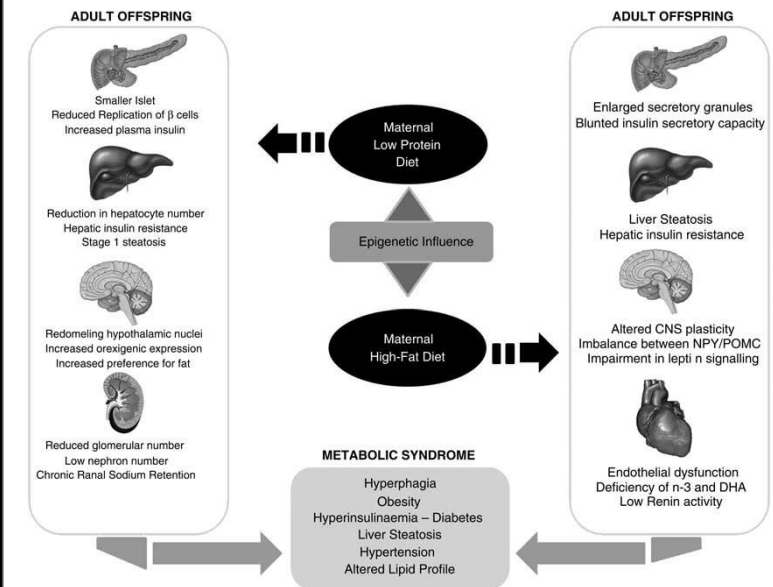 ADULT OFFSPRING
Smaller Islet
Reduced Replication of β cells
Increased plasma insulin
Reduction in hepatocyte number
Hepatic insulin resistance
Stage 1 steatosis
Redomeling hypothalamic nuclei
Increased orexigenic expression
Increased preference for fat
Reduced glomerular number
Low nephron number
Chronic Ranal Sodium Retention
Maternal
Low Protein
Diet
Epigenetic Influence
Maternal
High-Fat Diet
METABOLIC SYNDROME
Hyperphagia
Obesity
Hyperinsulinaemia – Diabetes
Liver Steatosis
Hypertension
Altered Lipid Profile
ADULT OFFSPRING
Enlarged secretory granules
Blunted insulin secretory capacity
Liver Steatosis
Hepatic insulin resistance
Altered CNS plasticity
Imbalance between NPY/POMC
Impairment in lepti n signalling
Endothelial dysfunction
Deficiency of n-3 and DHA
Low Renin activity